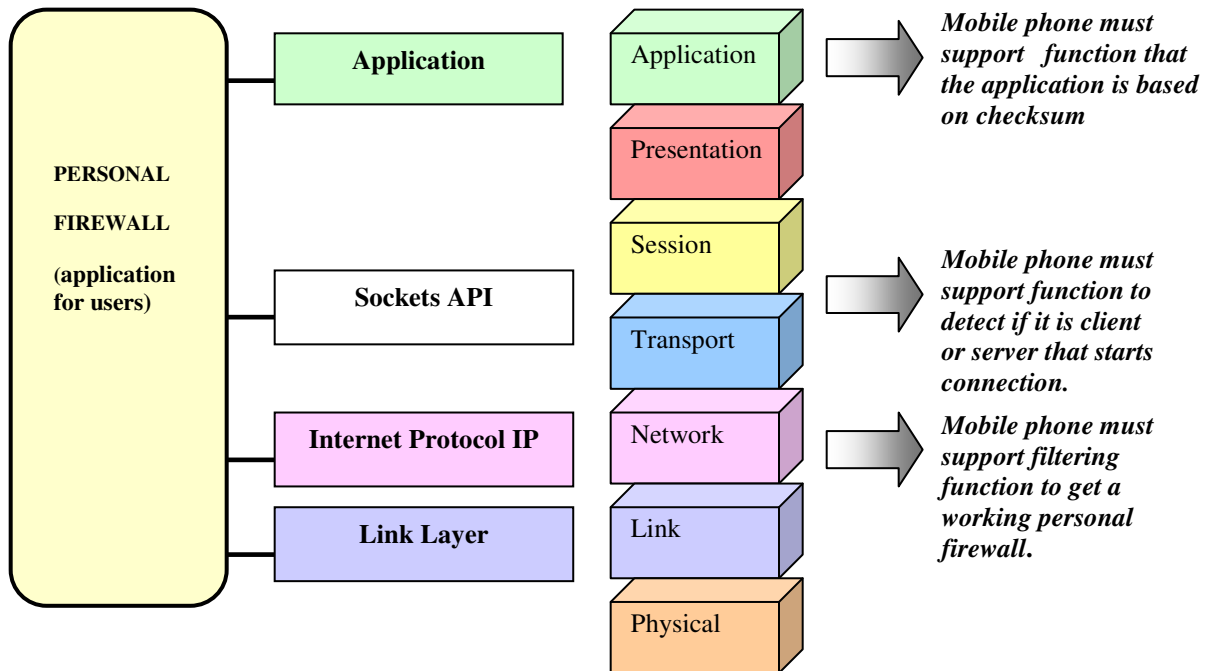 PERSONAL
FIREWALL
(application
for users)
Application
Sockets API
Internet Protocol IP
Link Layer
Application
Presentation
Session
Transport
Network
Link
Physical
Mobile phone must
support function that
the application is based
on checksum
Mobile phone must
support function to
detect if it is client
or server that starts
connection.
Mobile phone must
support filtering
function to get a
working personal
firewall.